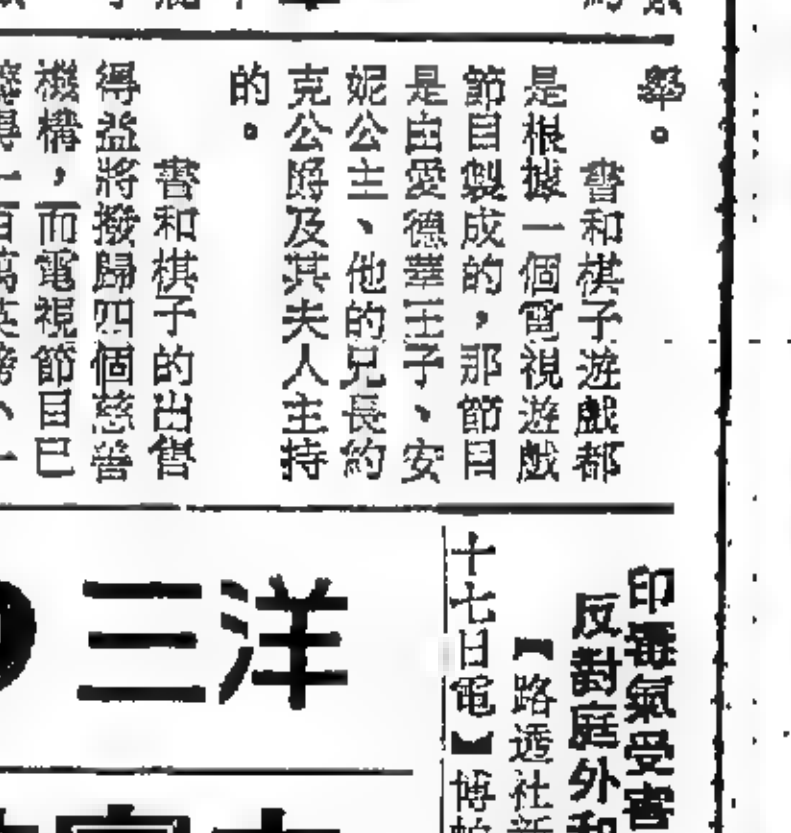 舉。
書和棋子遊戲都
是根據一個電視遊戲
節目製成的，那節目
是由愛德華王子、安
妮公主、他的兄長約
克公爵及其夫人主持
的。
書和棋子的出售
得益將撥歸四個慈善
機構，而電視節目已
印毒氣受害
反對庭外和
【路透社新
十七日電】博
三洋